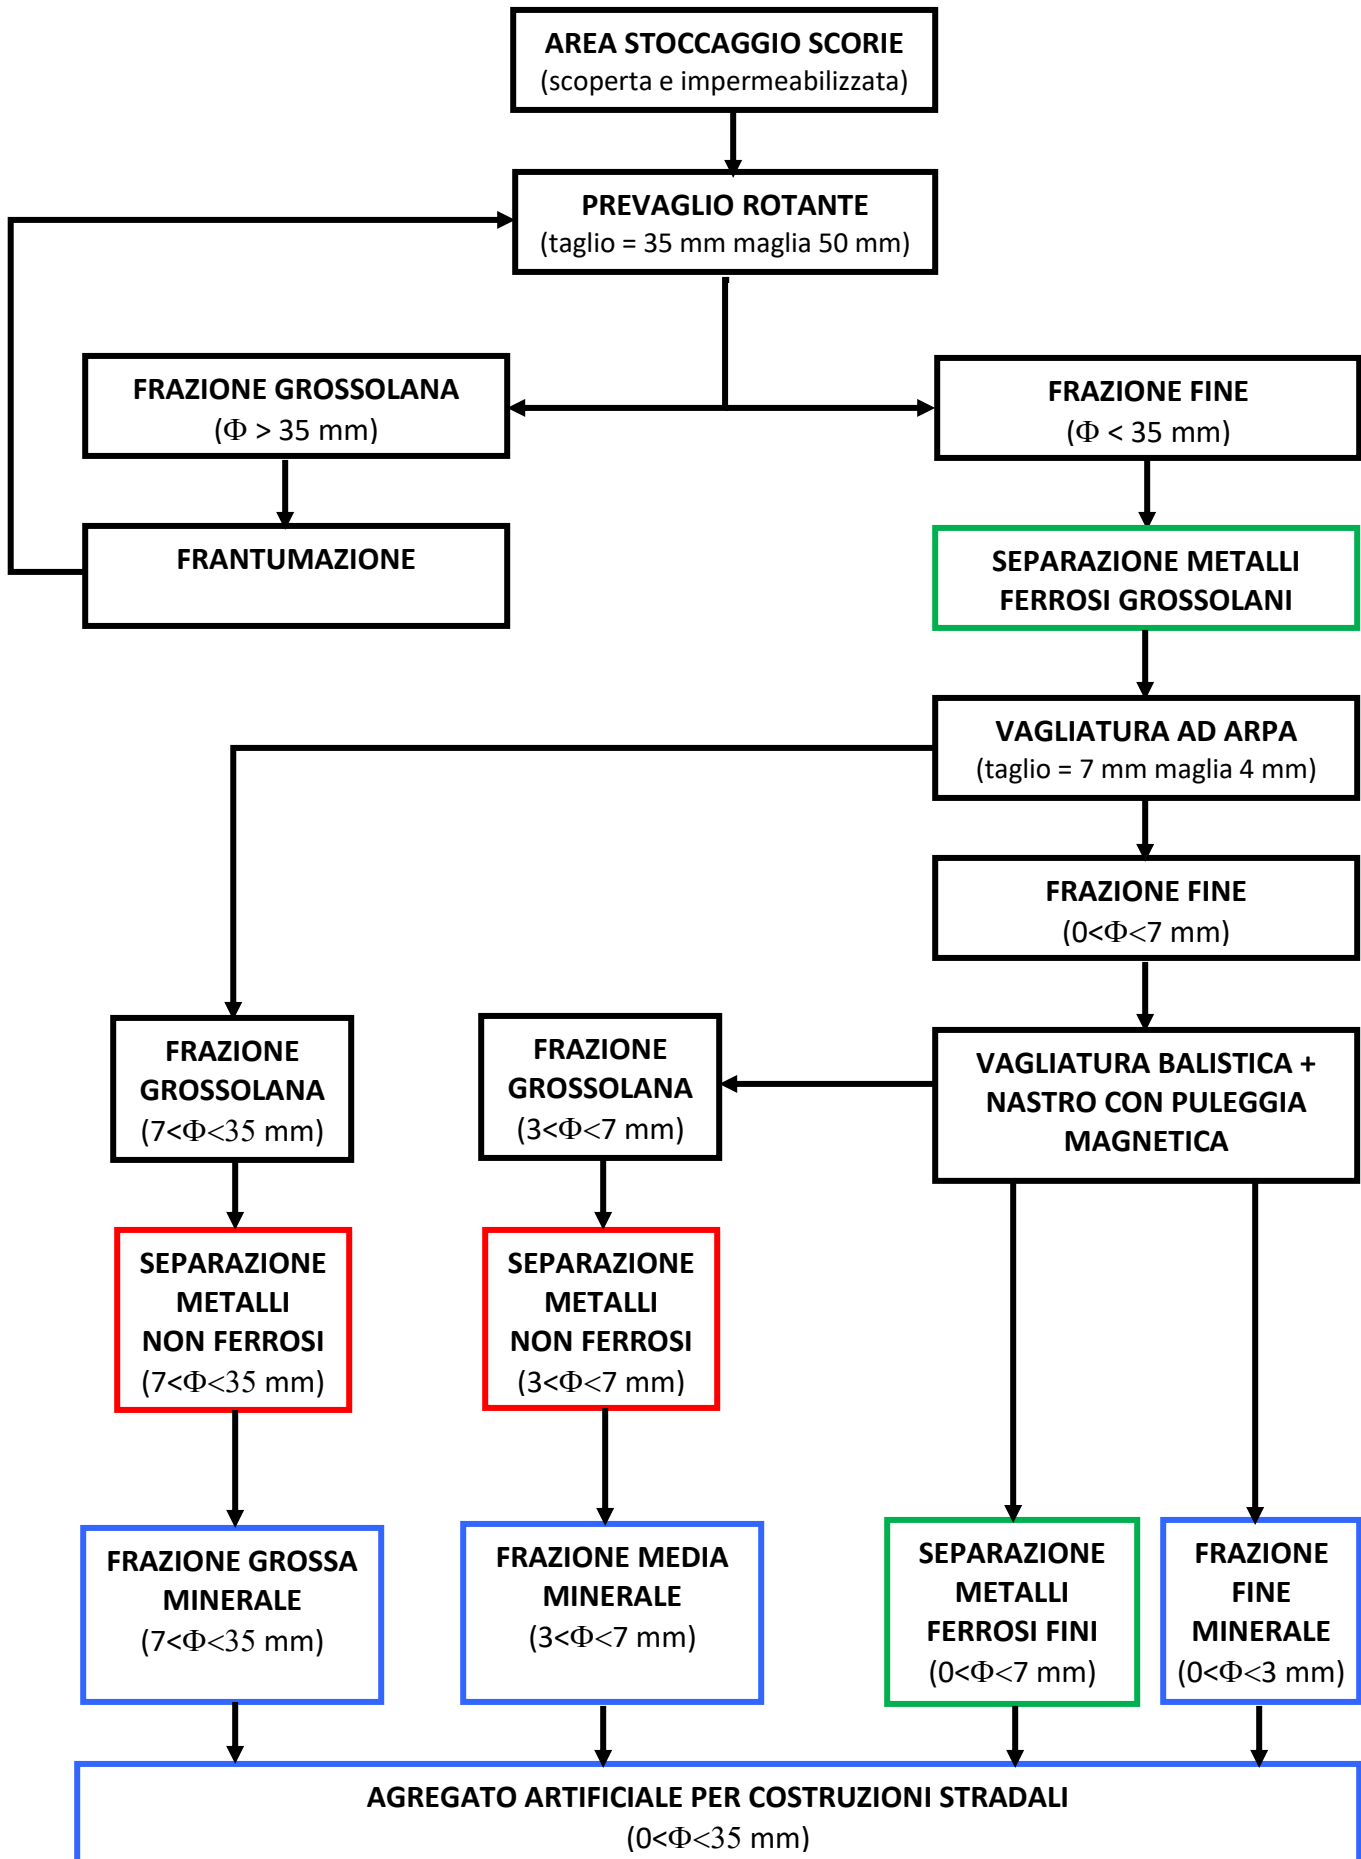 AREA STOCCAGGIO SCORIE
(scoperta e impermeabilizzata)
PREVAGLIO ROTANTE
(taglio = 35 mm maglia 50 mm)
FRAZIONE GROSSOLANA
(Φ > 35 mm)
FRAZIONE FINE
(Φ < 35 mm)
FRANTUMAZIONE
SEPARAZIONE METALLI
FERROSI GROSSOLANI
VAGLIATURA AD ARPA
(taglio = 7 mm maglia 4 mm)
FRAZIONE FINE
(0<Φ<7 mm)
FRAZIONE
GROSSOLANA
(7<Φ<35 mm)
FRAZIONE
GROSSOLANA
(3<Φ<7 mm)
VAGLIATURA BALISTICA +
NASTRO CON PULEGGIA
MAGNETICA
SEPARAZIONE
METALLI
NON FERROSI
(7<Φ<35 mm)
SEPARAZIONE
METALLI
NON FERROSI
(3<Φ<7 mm)
FRAZIONE GROSSA
MINERALE
(7<Φ<35 mm)
FRAZIONE MEDIA
MINERALE
(3<Φ<7 mm)
SEPARAZIONE
METALLI
FERROSI FINI
(0<Φ<7 mm)
FRAZIONE
FINE
MINERALE
(0<Φ<3 mm)
AGREGATO ARTIFICIALE PER COSTRUZIONI STRADALI
(0<Φ<35 mm)